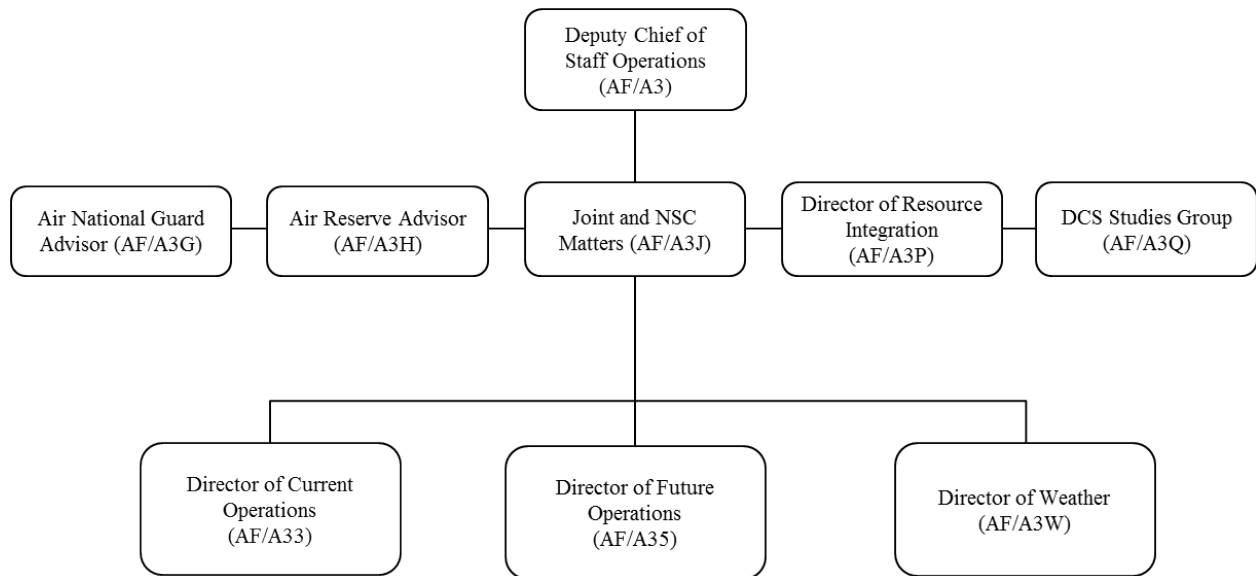 Deputy Chief of
Staff Operations
(AF/A3)
Air National Guard
Advisor (AF/A3G)
Air Reserve Advisor
(AF/A3H)
Joint and NSC
Matters (AF/A3J)
Director of Resource
Integration
(AF/A3P)
DCS Studies Group
(AF/A3Q)
Director of Current
Operations
(AF/A33)
Director of Future
Operations
(AF/A35)
Director of Weather
(AF/A3W)